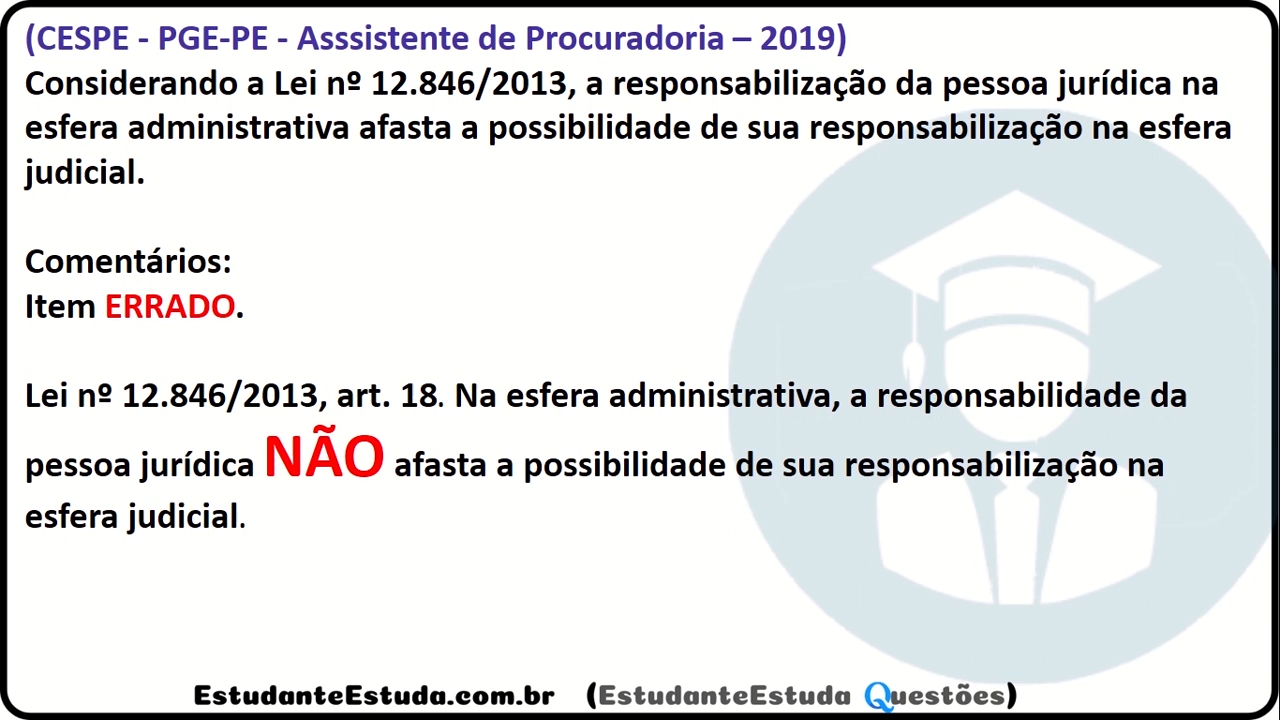 (CESPE - PGE-PE - Asssistente de Procuradoria – 2019)
Considerando a Lei nº 12.846/2013, a responsabilização da pessoa jurídica na
esfera administrativa afasta a possibilidade de sua responsabilização na esfera
judicial.
Comentários:
Item ERRADO.
Lei nº 12.846/2013, art. 18. Na esfera administrativa, a responsabilidade da
pessoa jurídica NÃO afasta a possibilidade de sua responsabilização na
esfera judicial.
EstudanteEstuda.com.br (EstudanteEstuda Questões)